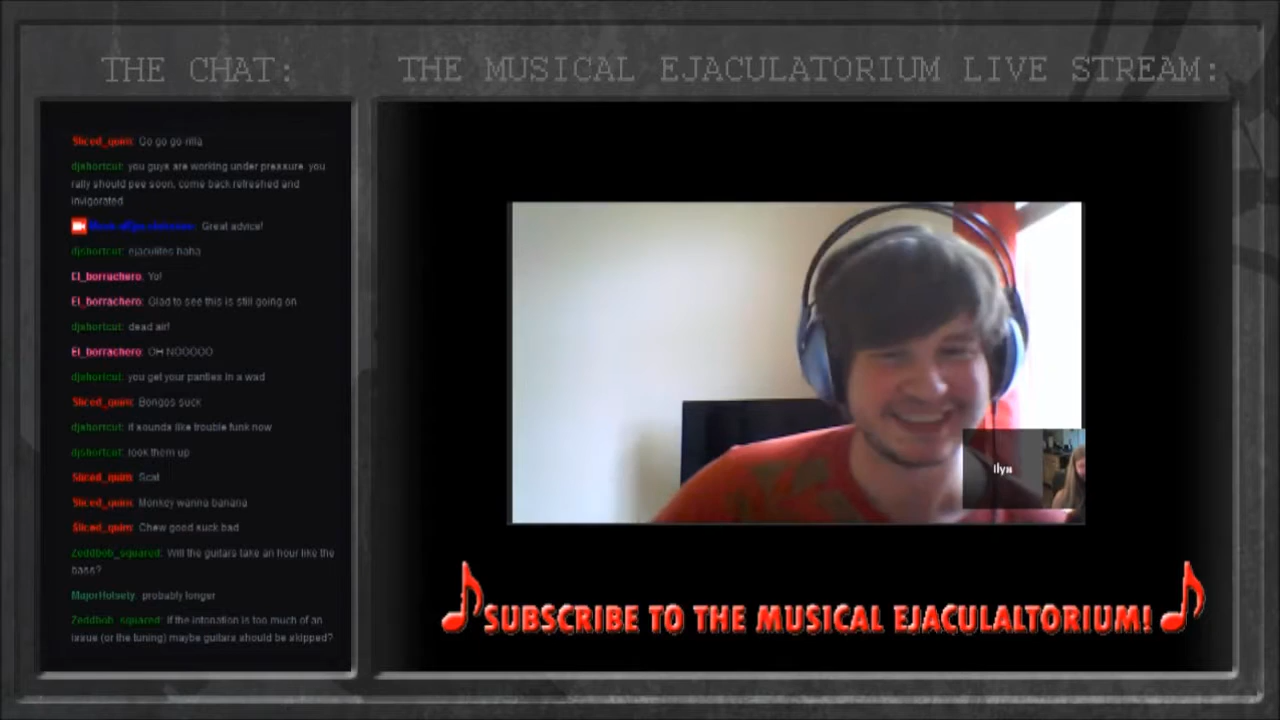 THE CHAT:
THE MUSICAL EJACULATORIUM LIVE STREAM:
Sliced_quim: Go go go rilla
djshortcut: you guys are working under pressure. you
rally should pee soon, come back refreshed and
invigorated
Great advice!
djshortcut: ejaculites haha
El_borrachero: Yo!
El_borrachero: Glad to see this is still going on
djshortcut: dead air!
El_borrachero: OH NOOOOO
djshortcut: you get your panties in a wad
Sliced_quim: Bongos suck
djshortcut: it sounds like trouble funk now
djshortcut: look them up
Sliced_quim: Scat
Sliced_quim: Monkey wanna banana
Sliced_quim: Chew good suck bad
Zeddbob_squared: Will the guitars take an hour like the
bass?
MajorHotsety: probably longer
Zeddbob_squared: if the intonation is too much of an
issue (or the tuning) maybe guitars should be skipped?
Ilya
SUBSCRIBE TO THE MUSICAL EJACULALTORIUM!